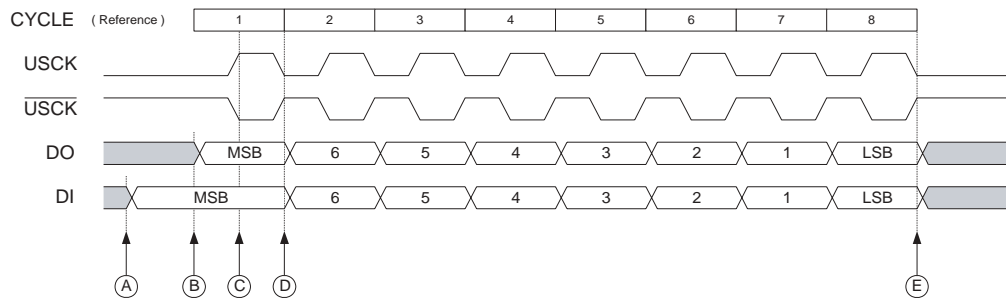 CYCLE ( Reference ) 1 2 3 4 5 6 7 8
USCK
USCK
DO MSB 6 5 4 3 2 1 LSB
DI MSB 6 5 4 3 2 1 LSB
A B C D E